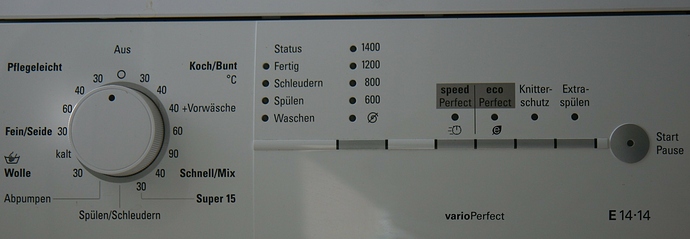 Aus
Pflegeleicht
Koch/Bunt
°C
30
30
40
40
60
40 +Vorwäsche
Fein/Seide 30
60
kalt
90
Wolle
30
40
Schnell/Mix
30
Abpumpen
Super 15
Spülen/Schleudern
Status
Fertig
Schleudern
Spülen
Waschen
1400
1200
800
600
speed
Perfect
eco
Perfect
Knitter-
schutz
Extra-
spülen
Start
Pause
varioPerfect
E 14·14